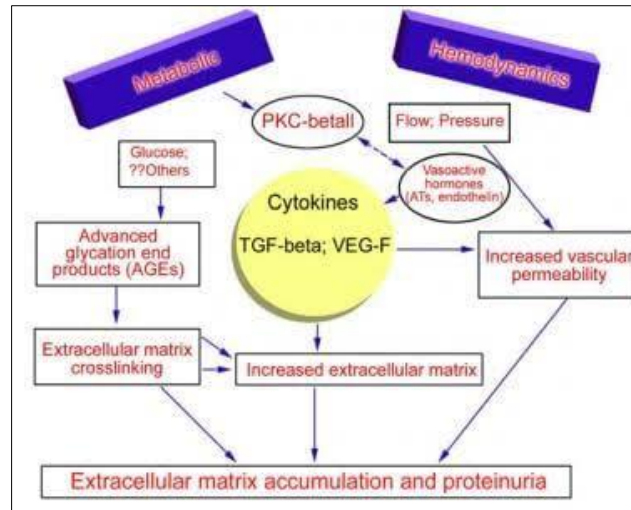 Metabolic
Hemodynamics
PKC-betaII
Flow; Pressure
Glucose;
??Others
Vasoactive
hormones
(ATs, endothelin)
Cytokines
TGF-beta; VEG-F
Advanced
glycation end
products (AGEs)
Increased vascular
permeability
Extracellular matrix
crosslinking
Increased extracellular matrix
Extracellular matrix accumulation and proteinuria